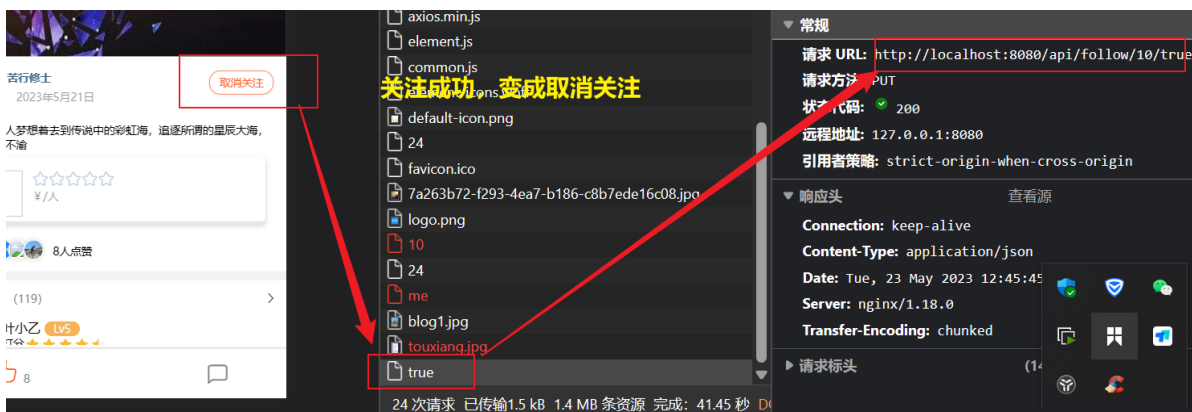 苦行修士
2023年5月21日
取消关注
人梦想着去到传说中的彩虹海，追逐所谓的星辰大海，
不渝
¥/人
8人点赞
(119)
叶小乙 Lv5
打分
8
axios.min.js
element.js
common.js
关注成功，变成取消关注
default-icon.png
24
favicon.ico
7a263b72-f293-4ea7-b186-c8b7ede16c08.jpg
logo.png
10
24
me
blog1.jpg
touxiang.jpg
true
24 次请求 已传输1.5 kB 1.4 MB 条资源 完成：41.45 秒
常规
请求 URL: http://localhost:8080/api/follow/10/true
请求方法: PUT
状态代码: 200
远程地址: 127.0.0.1:8080
引用者策略: strict-origin-when-cross-origin
响应头 查看源
Connection: keep-alive
Content-Type: application/json
Date: Tue, 23 May 2023 12:45:45
Server: nginx/1.18.0
Transfer-Encoding: chunked
请求标头 (14